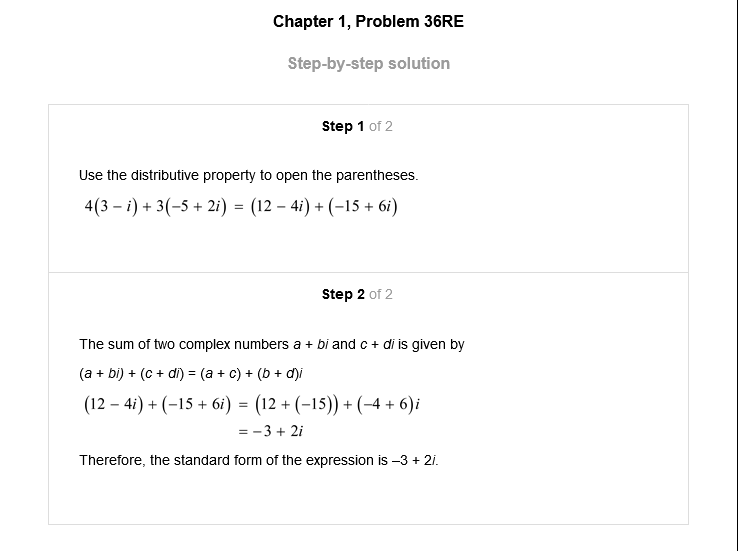 Chapter 1, Problem 36RE
Step-by-step solution
Step 1 of 2
Use the distributive property to open the parentheses.
4(3 − i) + 3(−5 + 2i) = (12 − 4i) + (−15 + 6i)
Step 2 of 2
The sum of two complex numbers a + bi and c + di is given by
(a + bi) + (c + di) = (a + c) + (b + d)i
(12 − 4i) + (−15 + 6i) = (12 + (−15)) + (−4 + 6)i
= −3 + 2i
Therefore, the standard form of the expression is –3 + 2i.